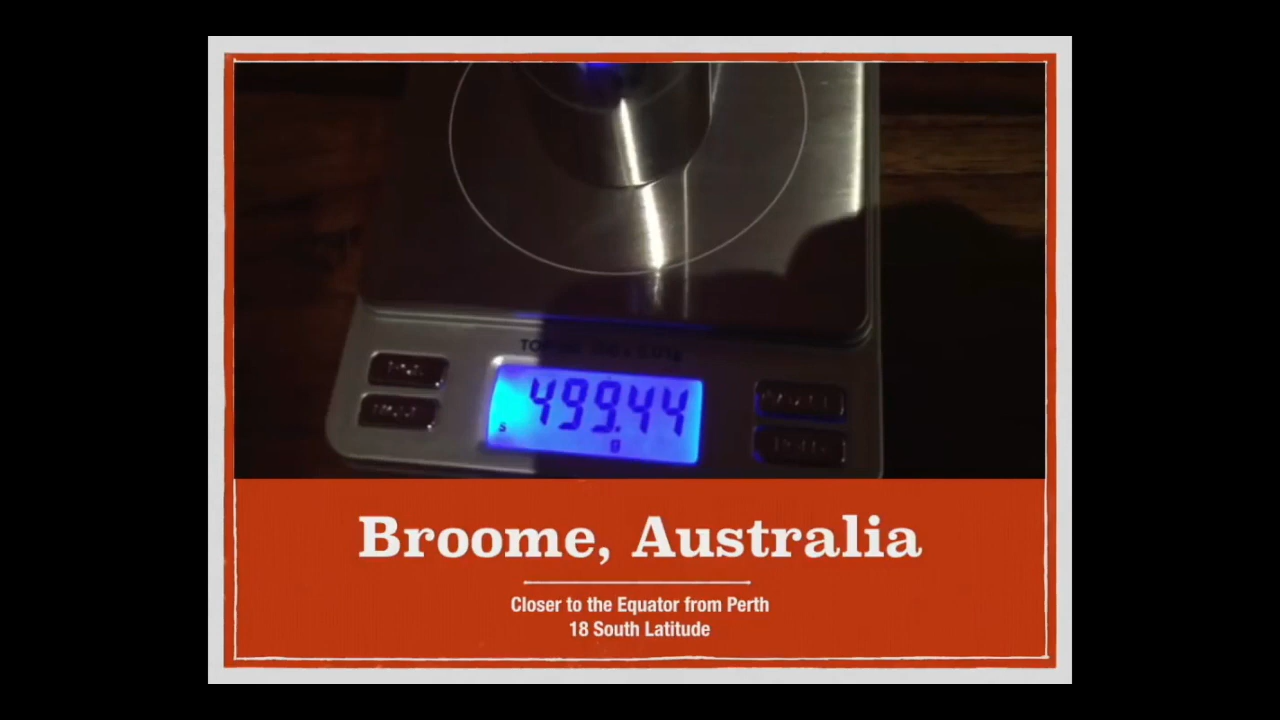 499.44
s
g
Broome, Australia
Closer to the Equator from Perth
18 South Latitude